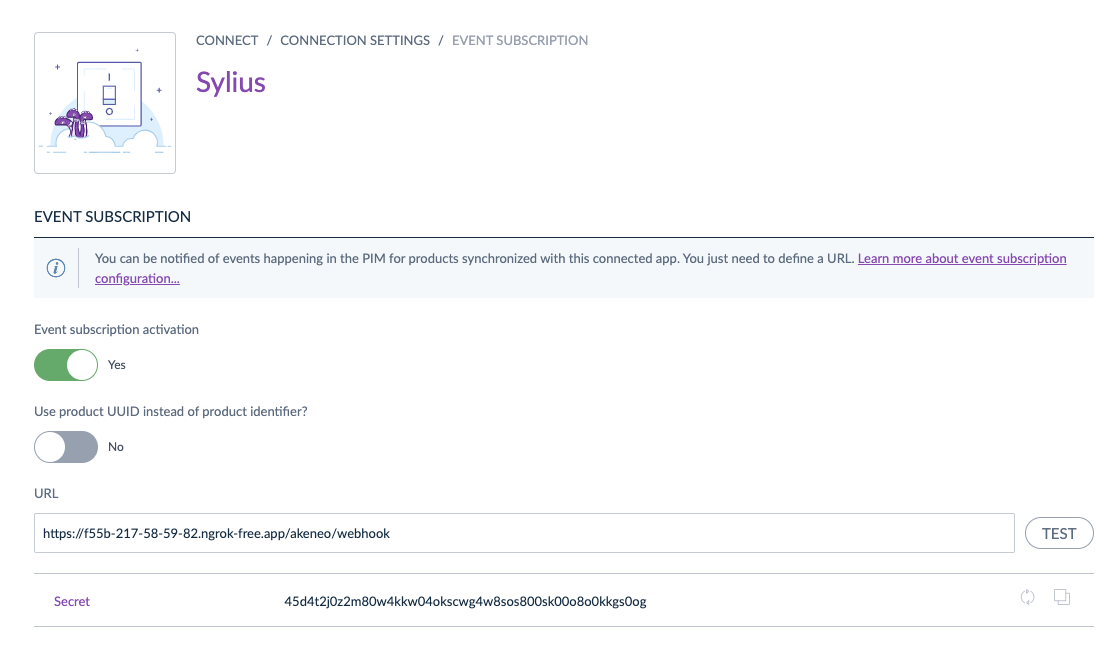 CONNECT / CONNECTION SETTINGS / EVENT SUBSCRIPTION
Sylius
EVENT SUBSCRIPTION
You can be notified of events happening in the PIM for products synchronized with this connected app. You just need to define a URL. Learn more about event subscription
configuration...
Event subscription activation
Yes
Use product UUID instead of product identifier?
No
URL
https://f55b-217-58-59-82.ngrok-free.app/akeneo/webhook TEST
Secret 45d4t2j0z2m80w4kkw04okscwg4w8sos800sk00o8o0kkgs0og